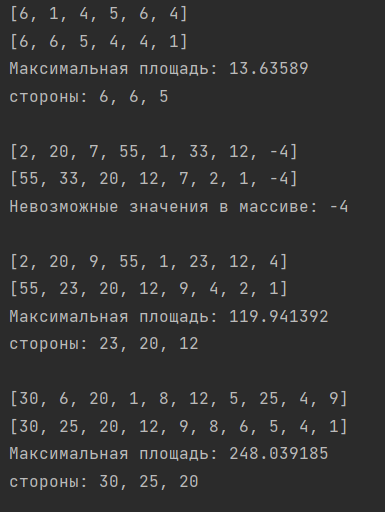 [6, 1, 4, 5, 6, 4]
[6, 6, 5, 4, 4, 1]
Максимальная площадь: 13.63589
стороны: 6, 6, 5
[2, 20, 7, 55, 1, 33, 12, -4]
[55, 33, 20, 12, 7, 2, 1, -4]
Невозможные значения в массиве: -4
[2, 20, 9, 55, 1, 23, 12, 4]
[55, 23, 20, 12, 9, 4, 2, 1]
Максимальная площадь: 119.941392
стороны: 23, 20, 12
[30, 6, 20, 1, 8, 12, 5, 25, 4, 9]
[30, 25, 20, 12, 9, 8, 6, 5, 4, 1]
Максимальная площадь: 248.039185
стороны: 30, 25, 20